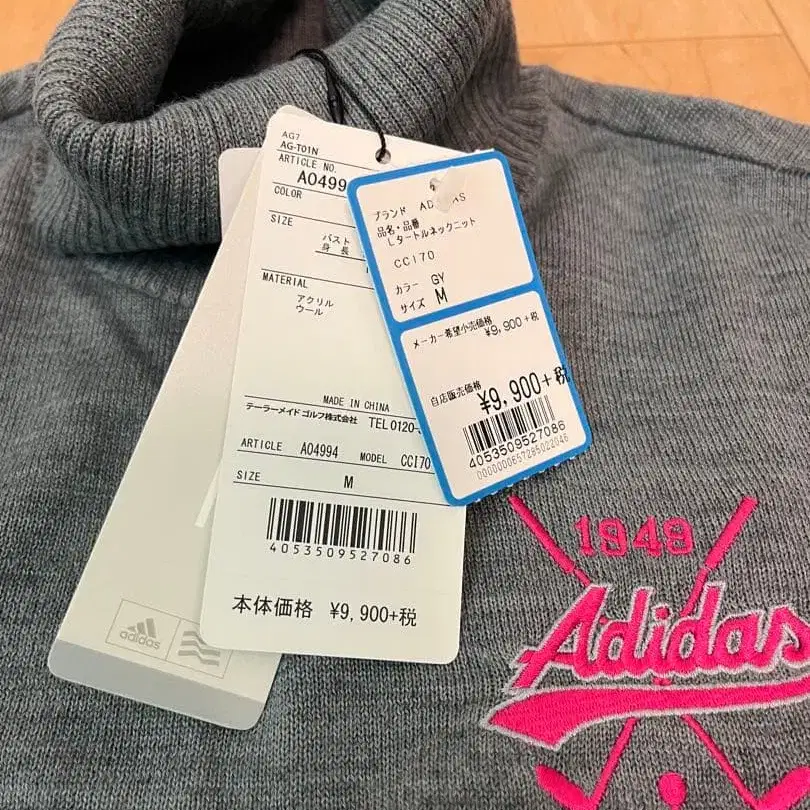 AG7
AG-T01N
ARTICLE NO.
A0499
COLOR
SIZE
バスト
身 長
MATERIAL
アクリル
ウール
MADE IN CHINA
テーラーメイド ゴルフ株式会社
TEL 0120-
ARTICLE A04994 MODEL CCI70
SIZE M
4053509527086
本体価格 ¥9,900+税
ブランド
品名・品番
Lタートルネックニット
CCI70
カラー GY
サイズ M
メーカー希望小売価格
¥9,900+税
自店販売価格
¥9,900+税
4053509527086
0000000657285022046
adidas
1949
Adidas